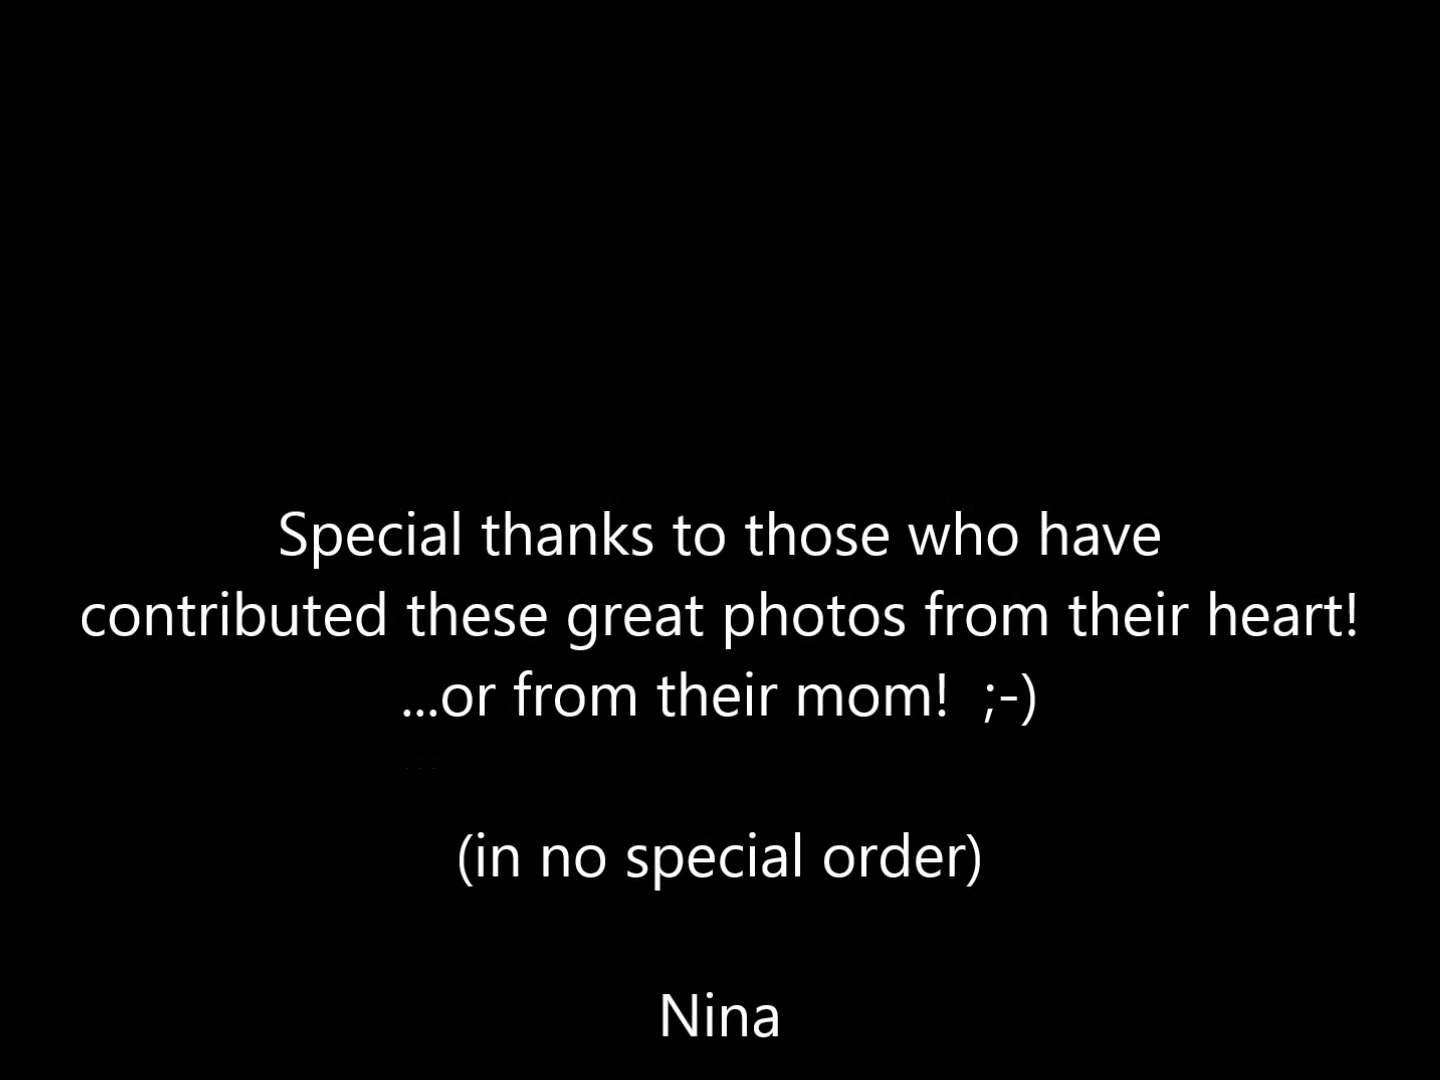 Special thanks to those who have
contributed these great photos from their heart!
...or from their mom!  ;-)
(in no special order)
Nina